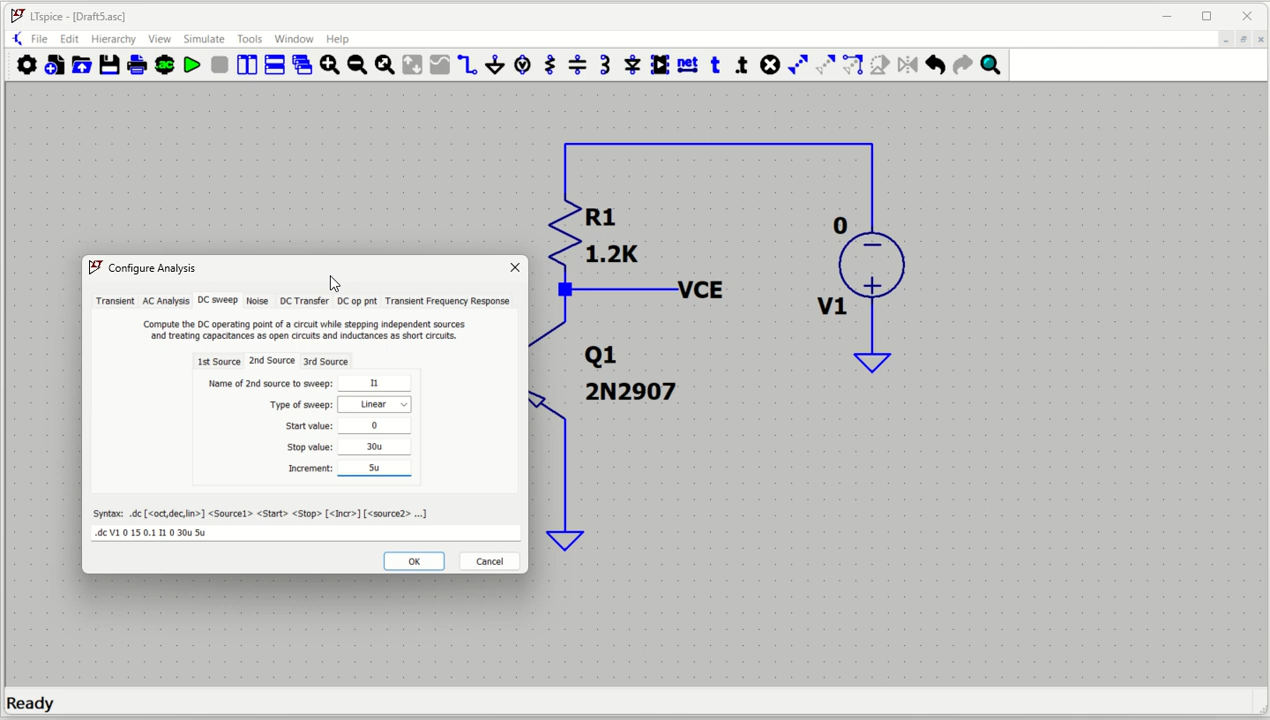 LTspice - [Draft5.asc]
File Edit Hierarchy View Simulate Tools Window Help
.ac net t .t
R1
1.2K
0
VCE
V1
Q1
2N2907
Configure Analysis
Transient AC Analysis DC sweep Noise DC Transfer DC op pnt Transient Frequency Response
Compute the DC operating point of a circuit while stepping independent sources
and treating capacitances as open circuits and inductances as short circuits.
1st Source 2nd Source 3rd Source
Name of 2nd source to sweep: I1
Type of sweep: Linear
Start value: 0
Stop value: 30u
Increment: 5u
Syntax: .dc [<oct,dec,lin>] <Source1> <Start> <Stop> [<Incr>] [<source2> ...]
.dc V1 0 15 0.1 I1 0 30u 5u
OK Cancel
Ready